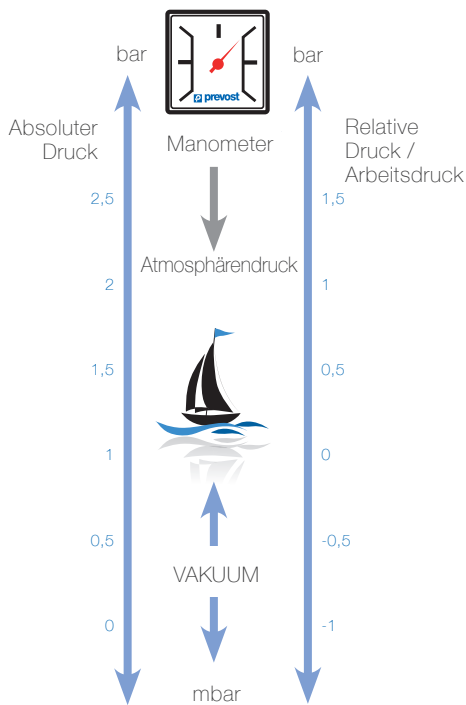 bar
bar
prevost
Absoluter
Druck
Manometer
Relative
Druck /
Arbeitsdruck
2,5
1,5
Atmosphärendruck
2
1
1,5
0,5
1
0
0,5
-0,5
VAKUUM
0
-1
mbar